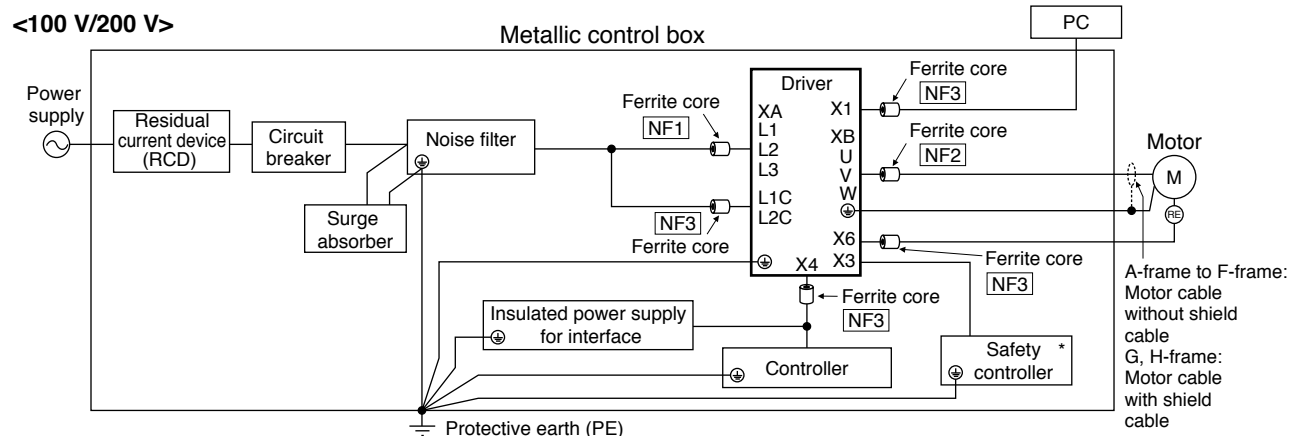 <100 V/200 V>
Metallic control box
PC
Power
supply
Residual
current device
(RCD)
Circuit
breaker
Noise filter
Surge
absorber
Ferrite core
NF1
NF3
Ferrite core
Driver
XA
L1
L2
L3
L1C
L2C
X1
XB
U
V
W
X6
X3
X4
Ferrite core
NF3
Ferrite core
NF2
Motor
M
RE
Ferrite core
NF3
Ferrite core
NF3
Insulated power supply
for interface
Controller
Safety *
controller
A-frame to F-frame:
Motor cable
without shield
cable
G, H-frame:
Motor cable
with shield
cable
Protective earth (PE)